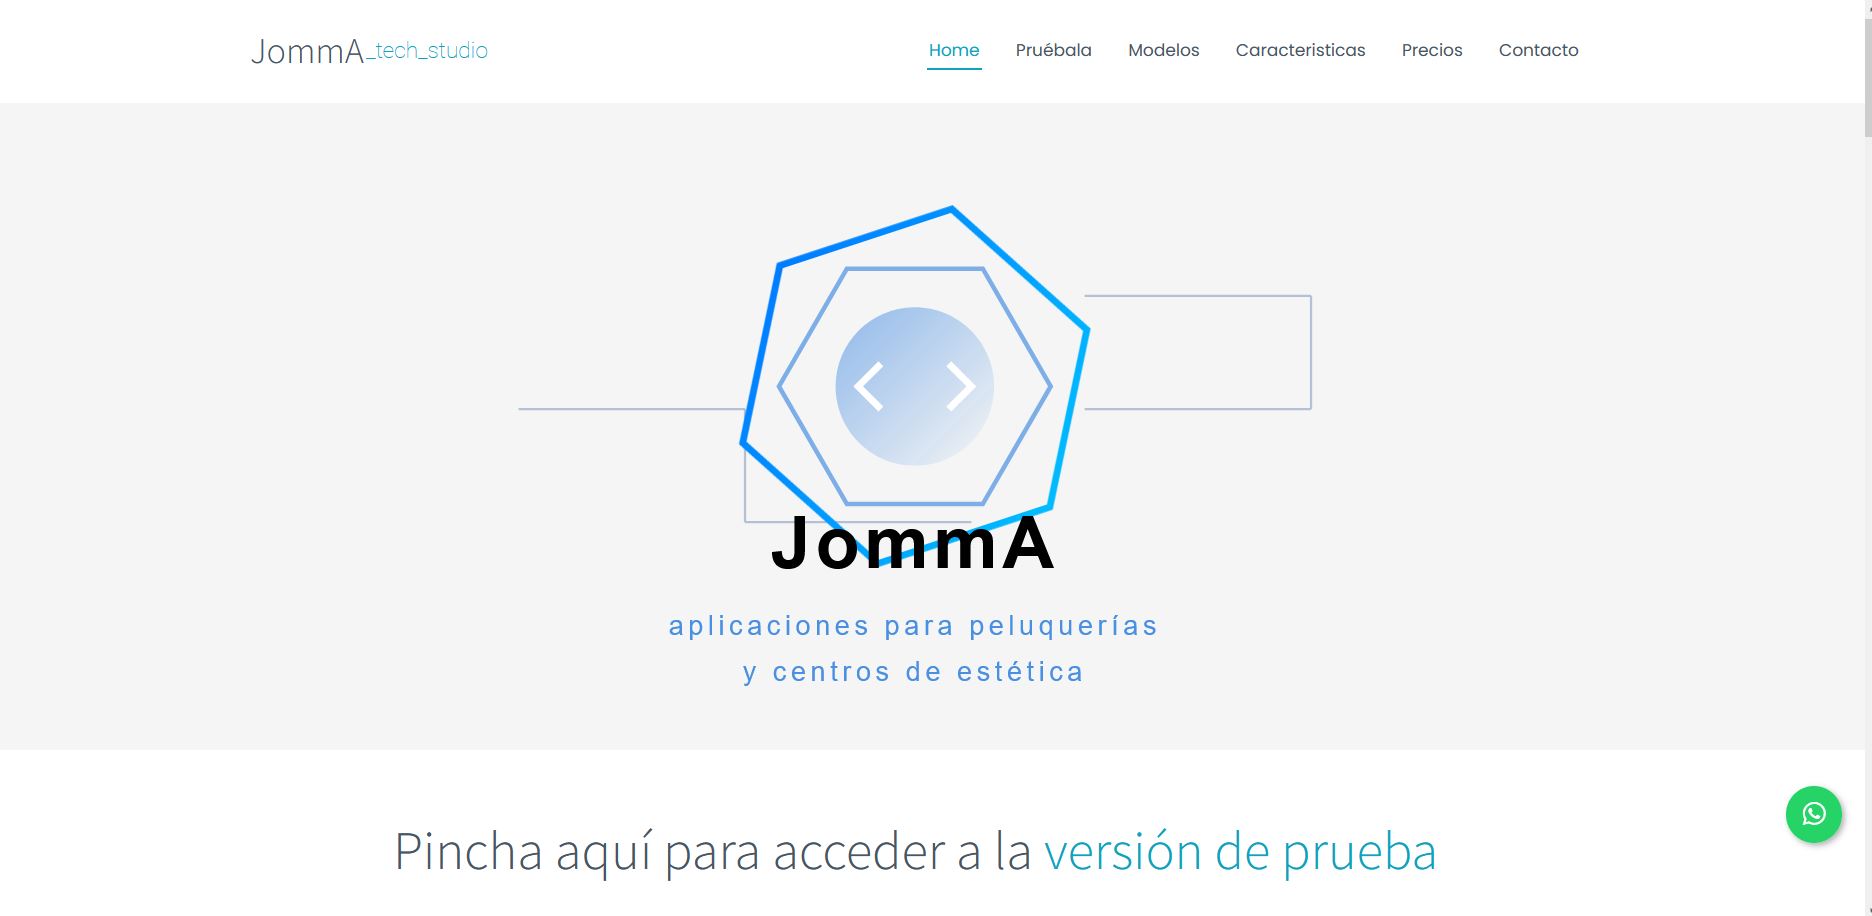 JommA_tech_studio
Home Pruébala Modelos Caracteristicas Precios Contacto
JommA
aplicaciones para peluquerías
y centros de estética
Pincha aquí para acceder a la versión de prueba